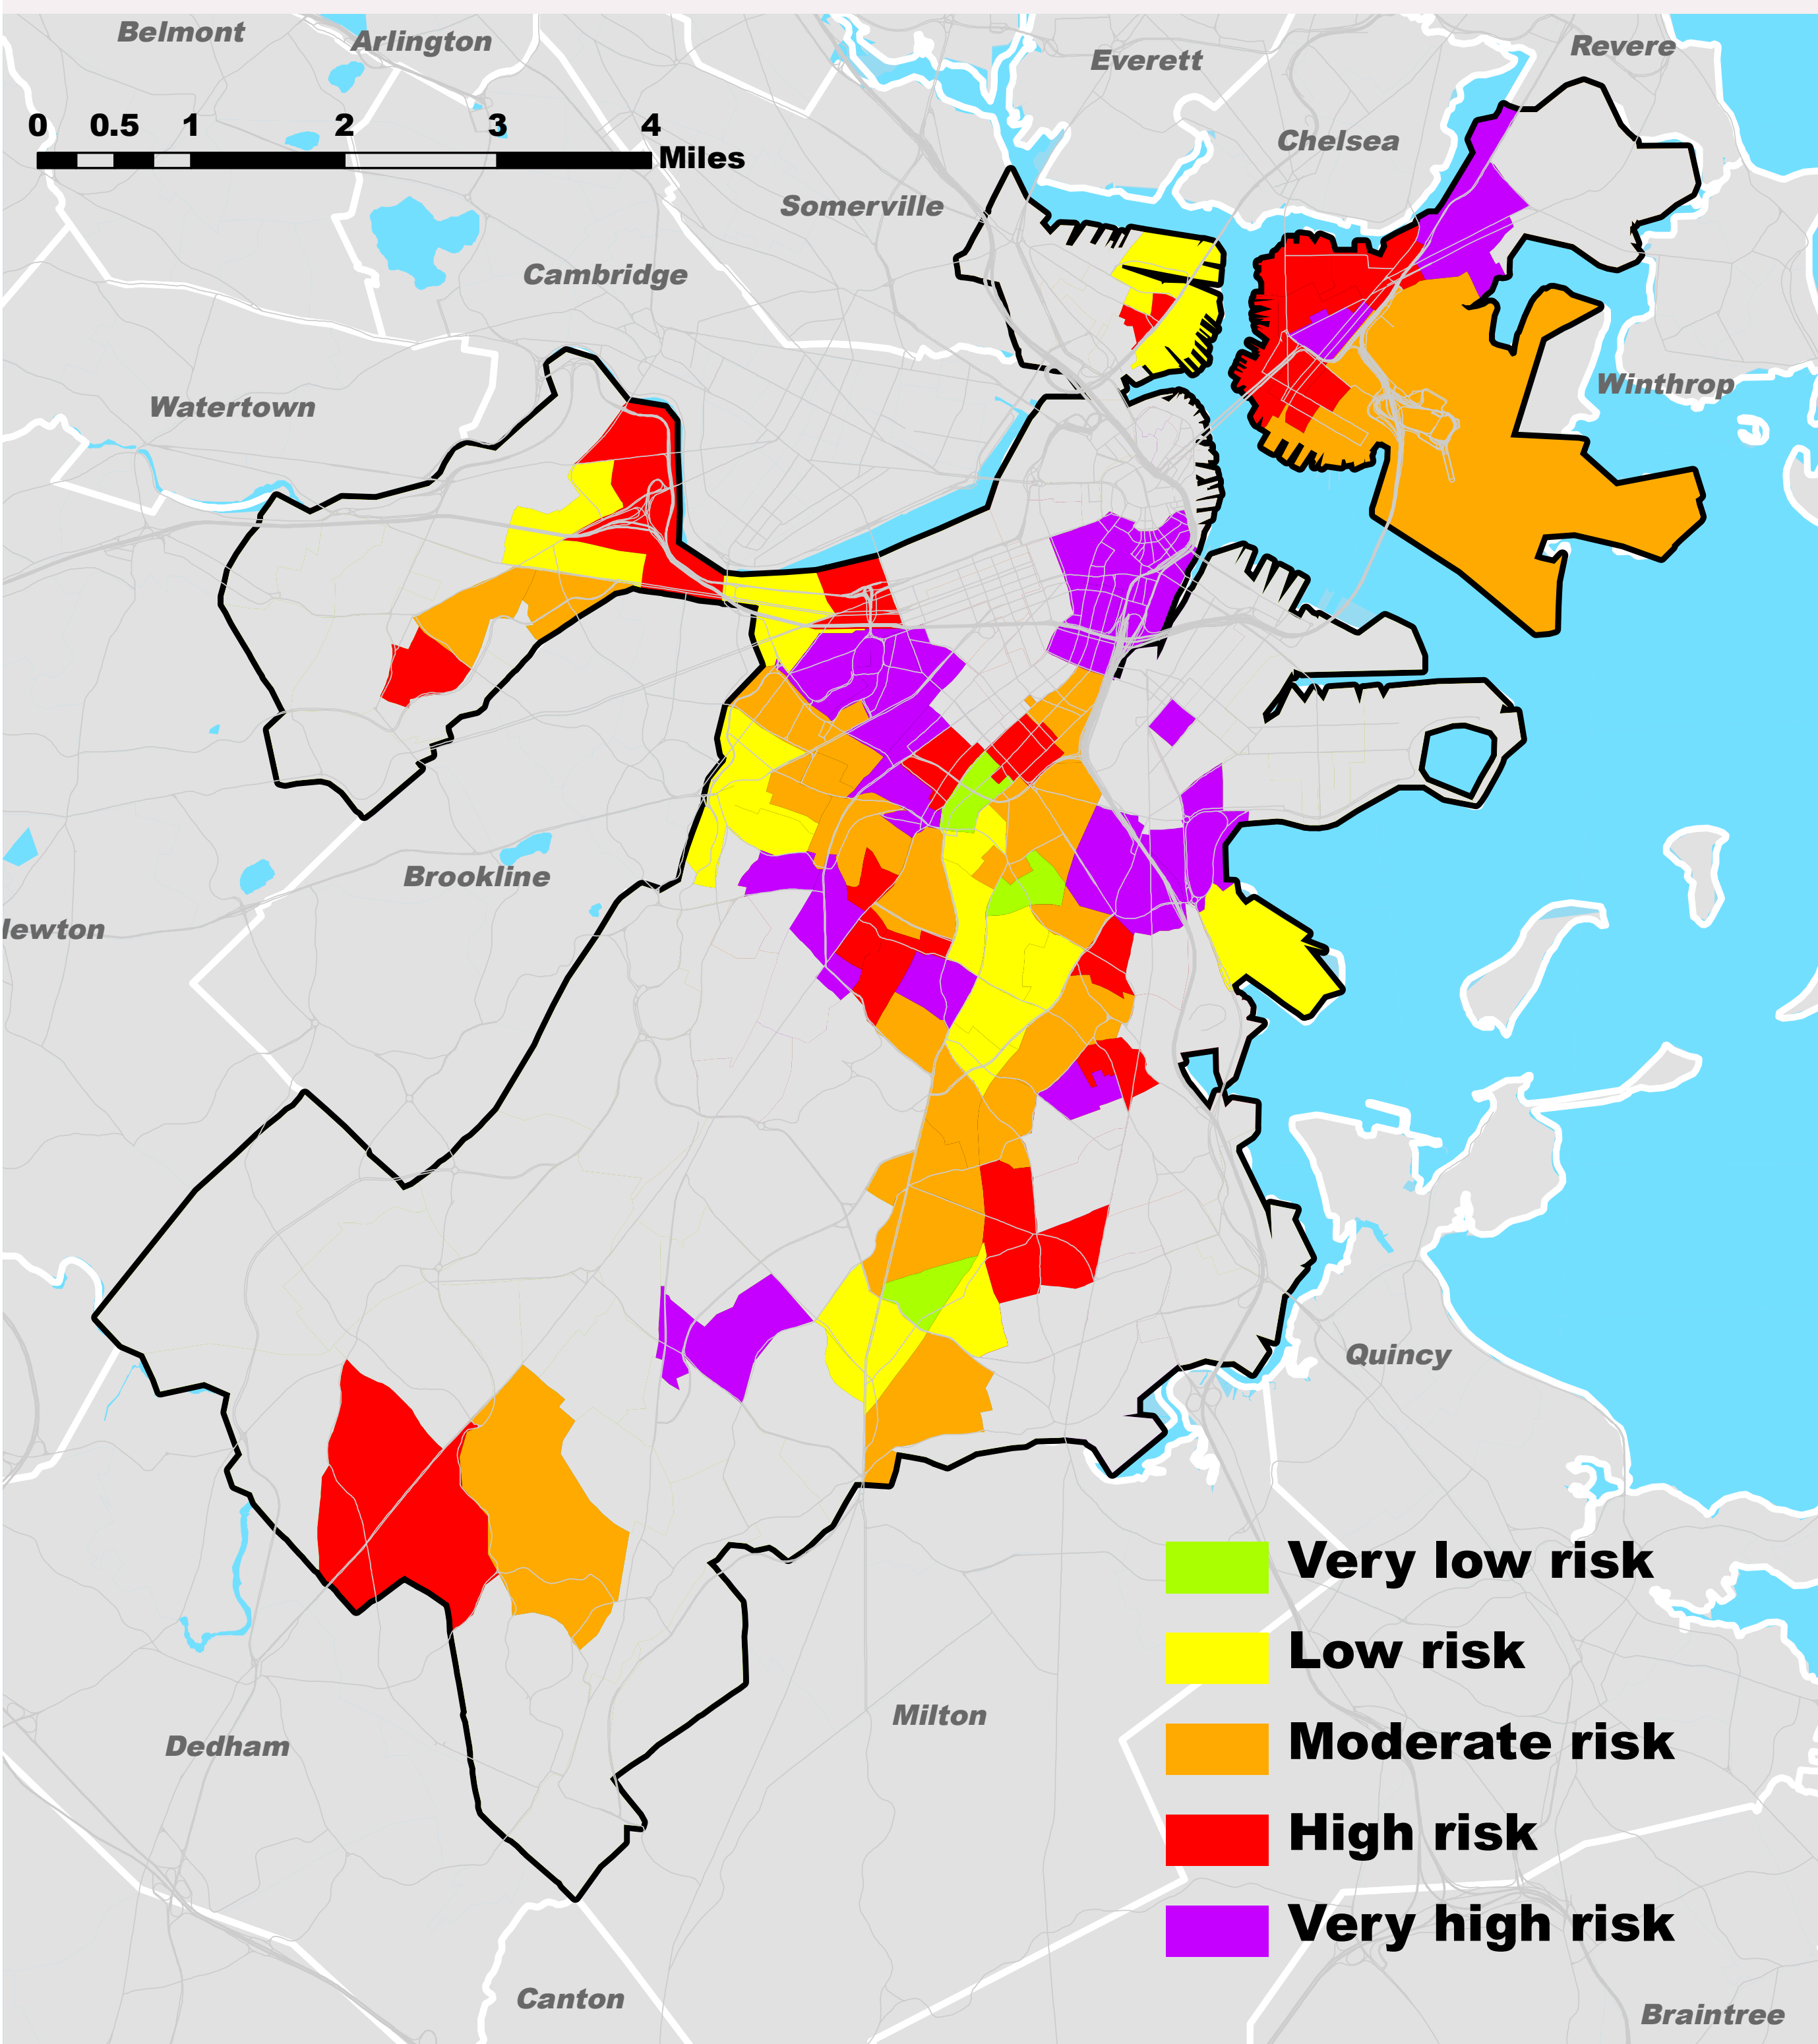 Belmont
Arlington
Everett
Revere
0 0.5 1 2 3 4
Miles
Chelsea
Somerville
Cambridge
Winthrop
Watertown
Brookline
lewton
Quincy
Very low risk
Low risk
Milton
Moderate risk
Dedham
High risk
Very high risk
Canton
Braintree